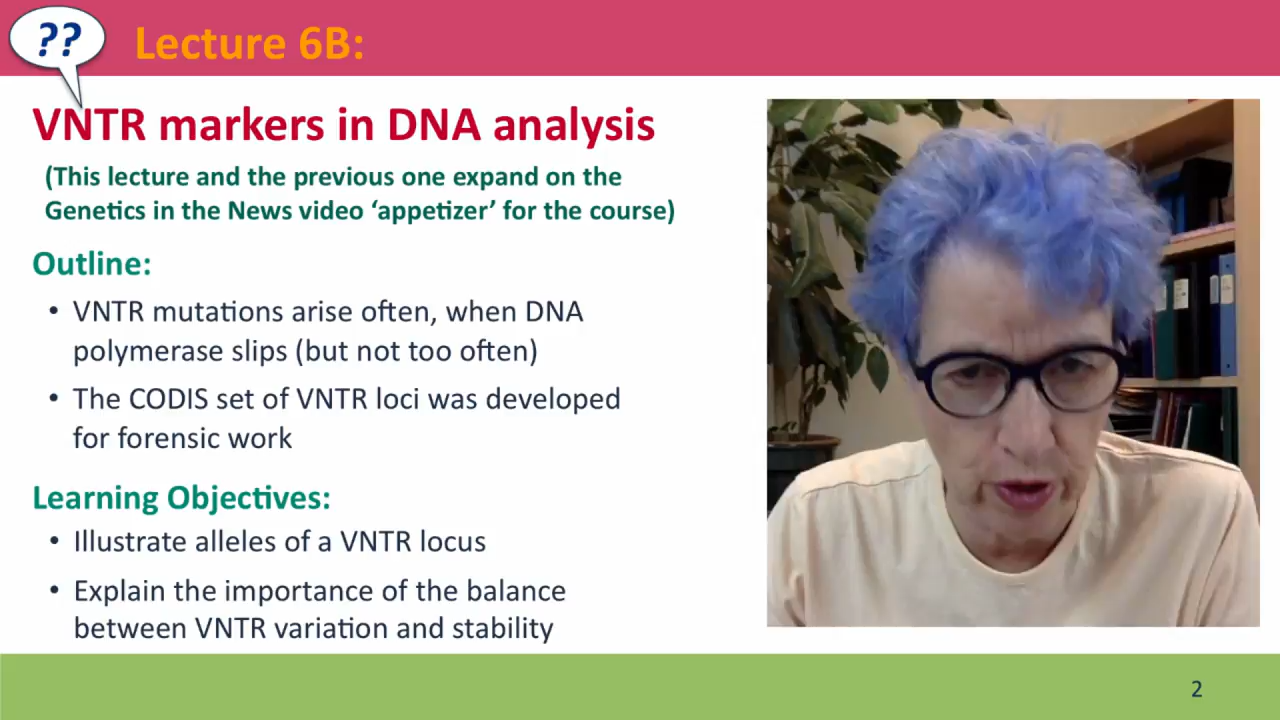 ??
Lecture 6B:
VNTR markers in DNA analysis
(This lecture and the previous one expand on the
Genetics in the News video ‘appetizer’ for the course)
Outline:
• VNTR mutations arise often, when DNA
polymerase slips (but not too often)
• The CODIS set of VNTR loci was developed
for forensic work
Learning Objectives:
• Illustrate alleles of a VNTR locus
• Explain the importance of the balance
between VNTR variation and stability
2